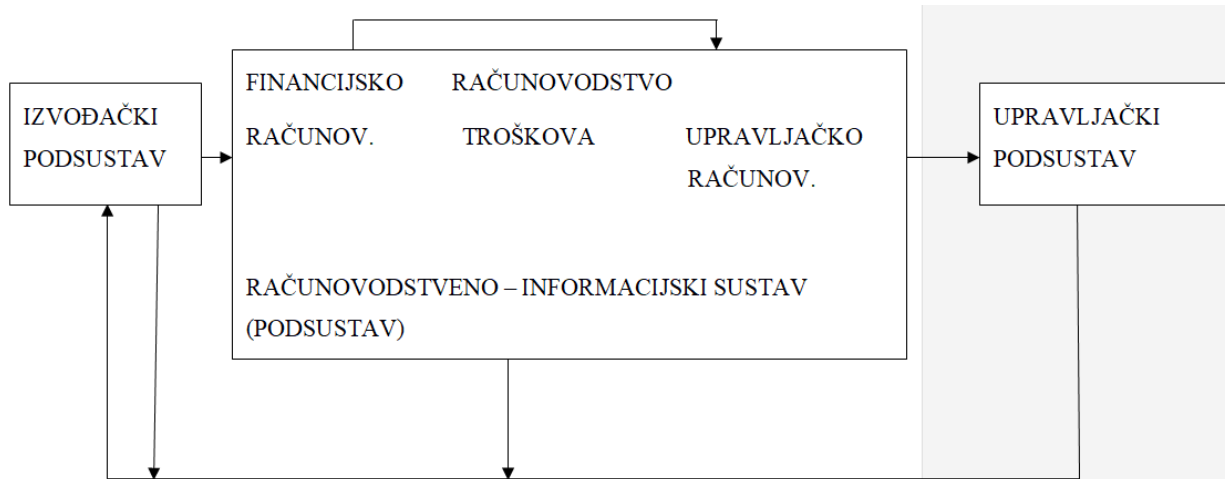 IZVOĐAČKI
PODSUSTAV
FINANCIJSKO RAČUNOVODSTVO
RAČUNOV. TROŠKOVA UPRAVLJAČKO
RAČUNOV.
RAČUNOVODSTVENO – INFORMACIJSKI SUSTAV
(PODSUSTAV)
UPRAVLJAČKI
PODSUSTAV